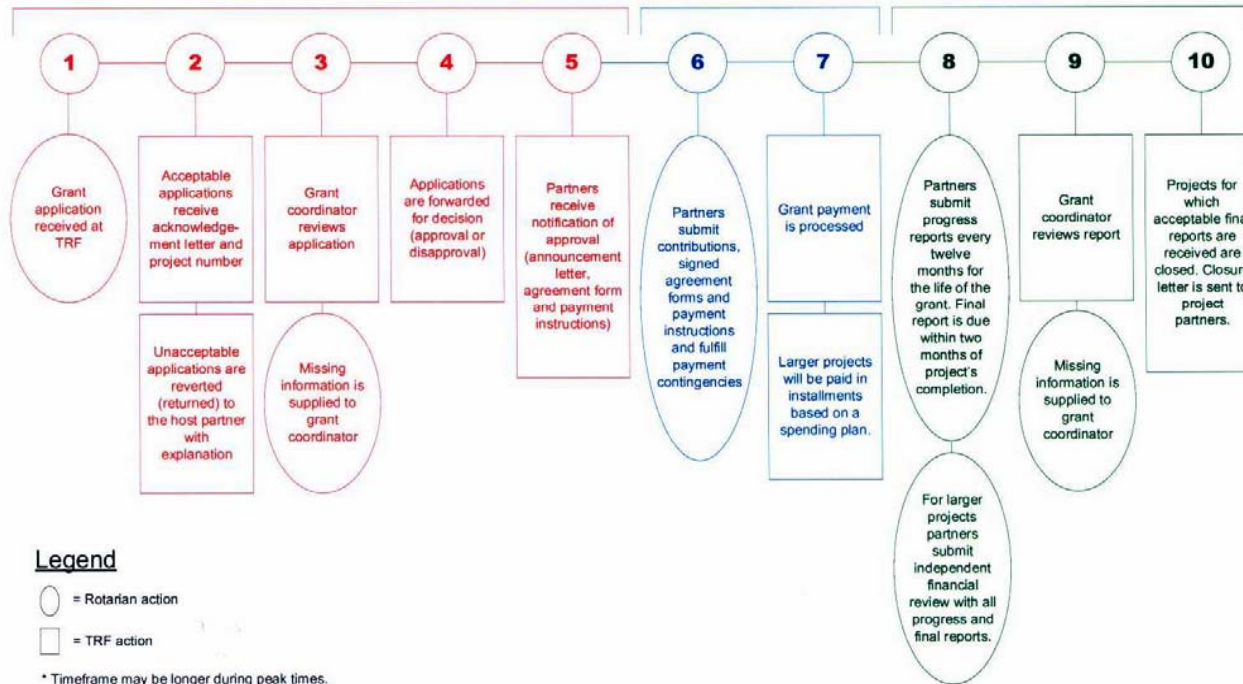 1
2
3
4
5
6
7
8
9
10
Grant
application
received at
TRF
Acceptable
applications
receive
acknowledge-
ment letter and
project number
Unacceptable
applications are
reverted
(returned) to
the host partner
with
explanation
Grant
coordinator
reviews
application
Missing
information is
supplied to
grant
coordinator
Applications
are forwarded
for decision
(approval or
disapproval)
Partners
receive
notification of
approval
(announcement
letter,
agreement form
and payment
instructions)
Partners
submit
contributions,
signed
agreement
forms and
payment
instructions
and fulfill
payment
contingencies
Grant payment
is processed
Larger projects
will be paid in
installments
based on a
spending plan.
Partners
submit
progress
reports every
twelve
months for
the life of the
grant. Final
report is due
within two
months of
project's
completion.
For larger
projects
partners
submit
independent
financial
review with all
progress and
final reports.
Grant
coordinator
reviews report
Missing
information is
supplied to
grant
coordinator
Projects for
which
acceptable fina
reports are
received are
closed. Closur
letter is sent to
project
partners.
Legend
= Rotarian action
= TRF action
* Timeframe may be longer during peak times.